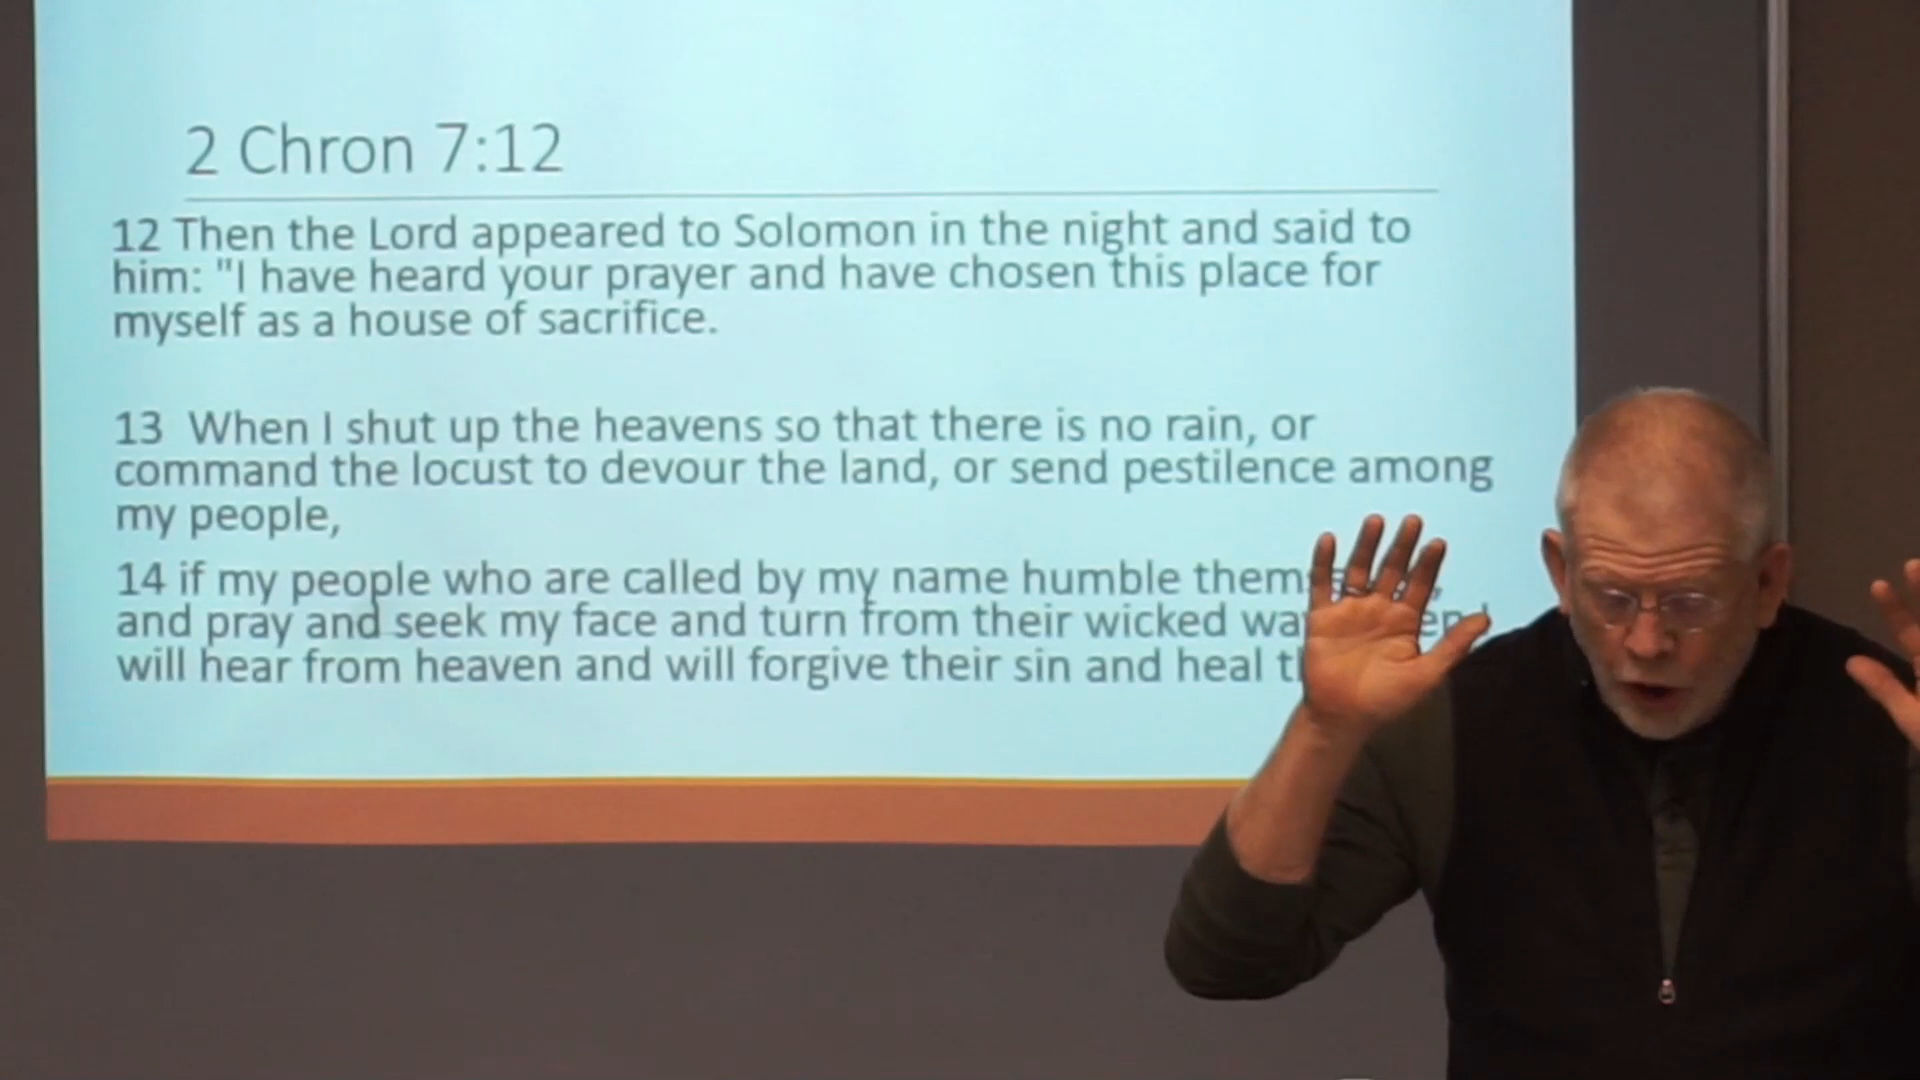 2 Chron 7:12
12 Then the Lord appeared to Solomon in the night and said to
him: "I have heard your prayer and have chosen this place for
myself as a house of sacrifice.
13 When I shut up the heavens so that there is no rain, or
command the locust to devour the land, or send pestilence among
my people,
14 if my people who are called by my name humble
and pray and seek my face and turn from their wicked
will hear from heaven and will forgive their sin and heal